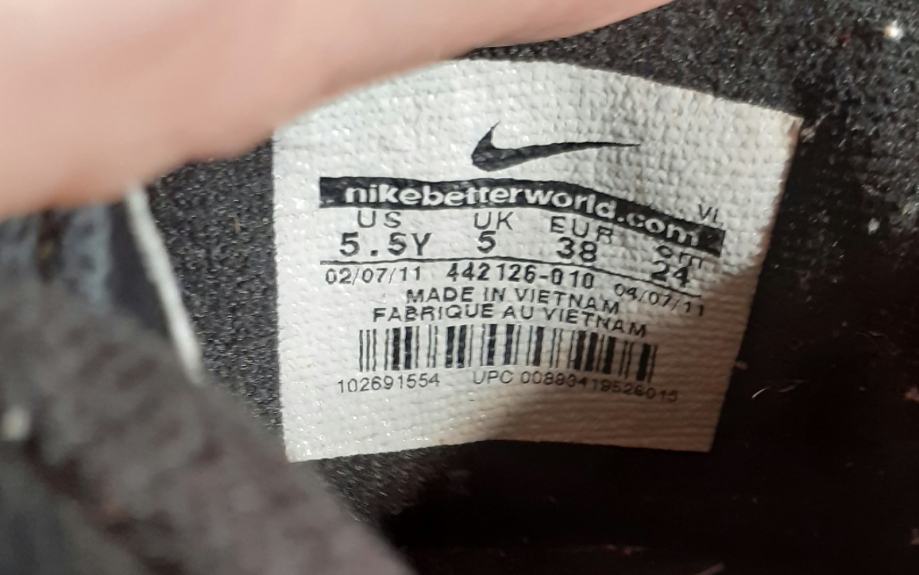 nikebetterworld.com
VL
US UK EUR cm
5.5Y 5 38 24
02/07/11 442126-010 04/07/11
MADE IN VIETNAM
FABRIQUE AU VIETNAM
102691554 UPC